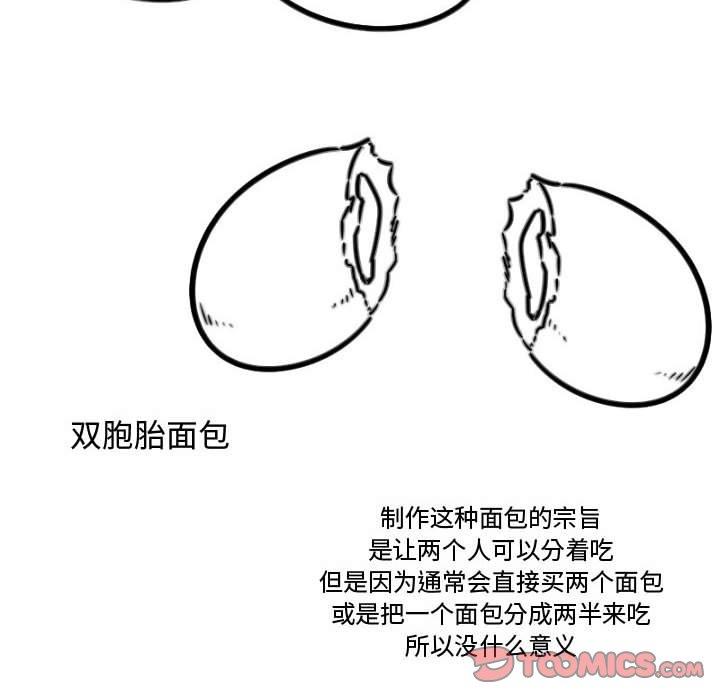 双胞胎面包
制作这种面包的宗旨
是让两个人可以分着吃
但是因为通常会直接买两个面包
或是把一个面包分成两半来吃
所以没什么意义
TOOMICS.COM